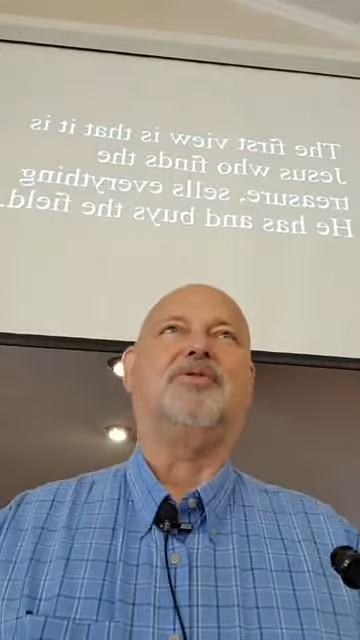 The first view is that it is
Jesus who finds the
treasure, sells everything
He has and buys the field.